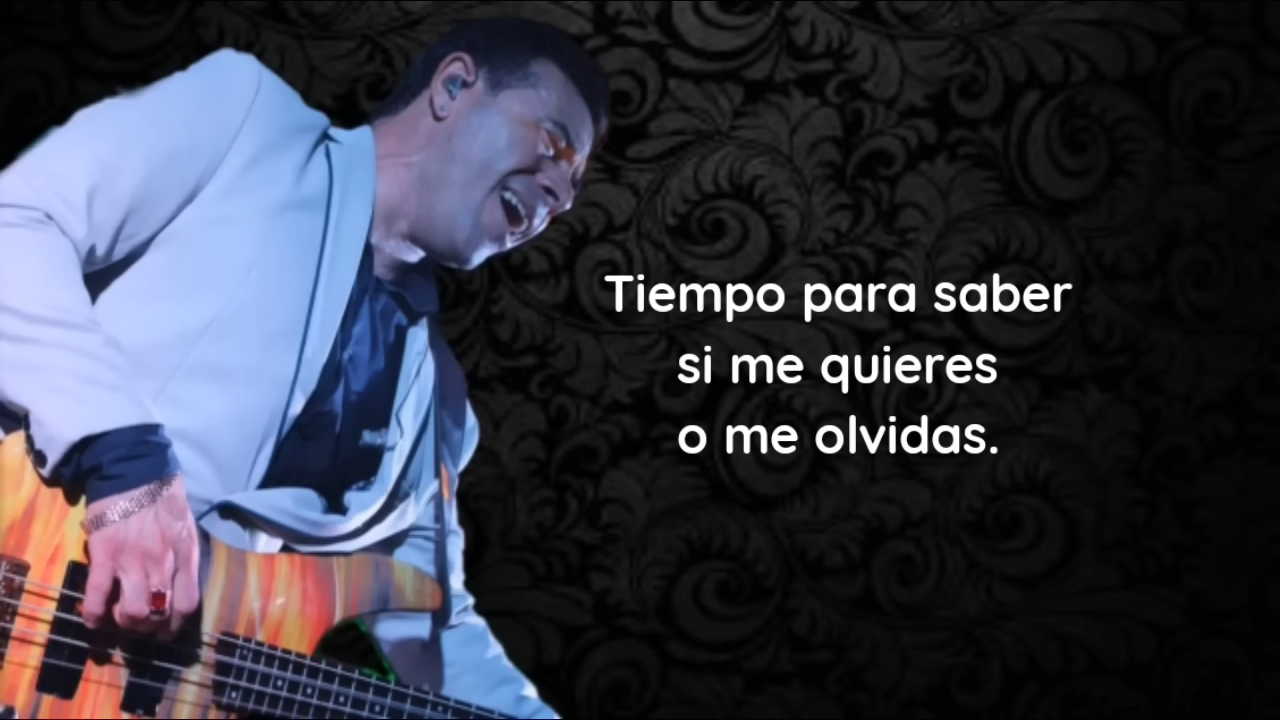 Tiempo para saber
si me quieres
o me olvidas.